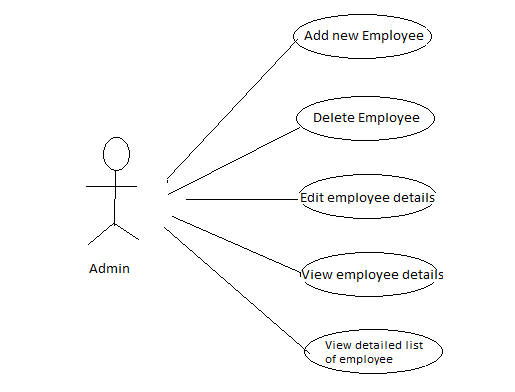 Add new Employee
Delete Employee
Edit employee details
View employee details
View detailed list
of employee
Admin